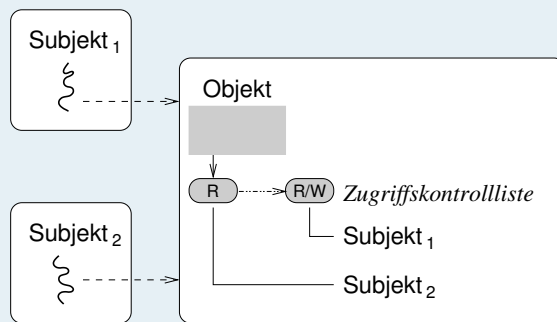 Subjekt 1
Objekt
R
R/W
Zugriffskontrollliste
Subjekt 2
Subjekt 1
Subjekt 2